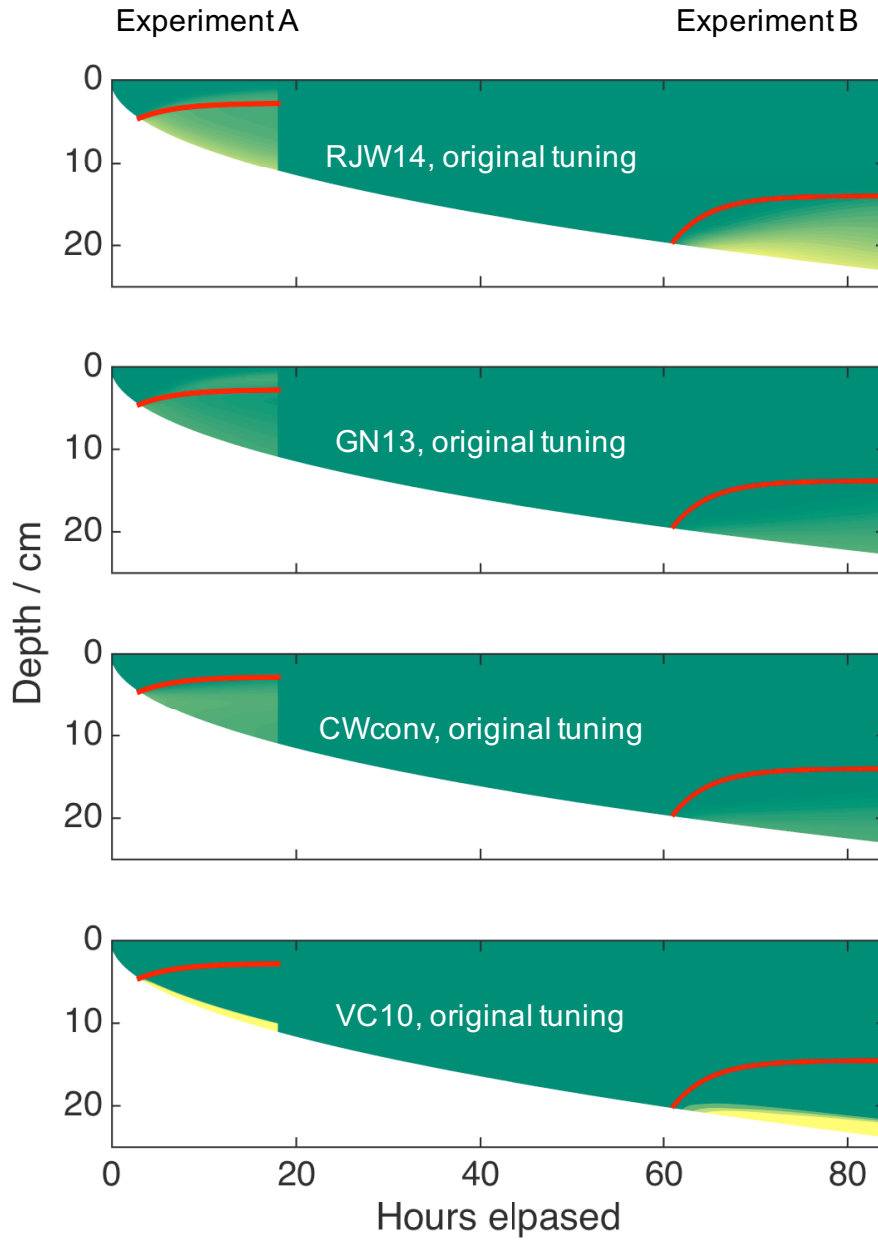 Experiment A
Experiment B
0
10
20
RJW14, original tuning
0
10
20
GN13, original tuning
0
10
20
CWconv, original tuning
0
10
20
VC10, original tuning
0
20
40
60
80
Depth / cm
Hours elpased